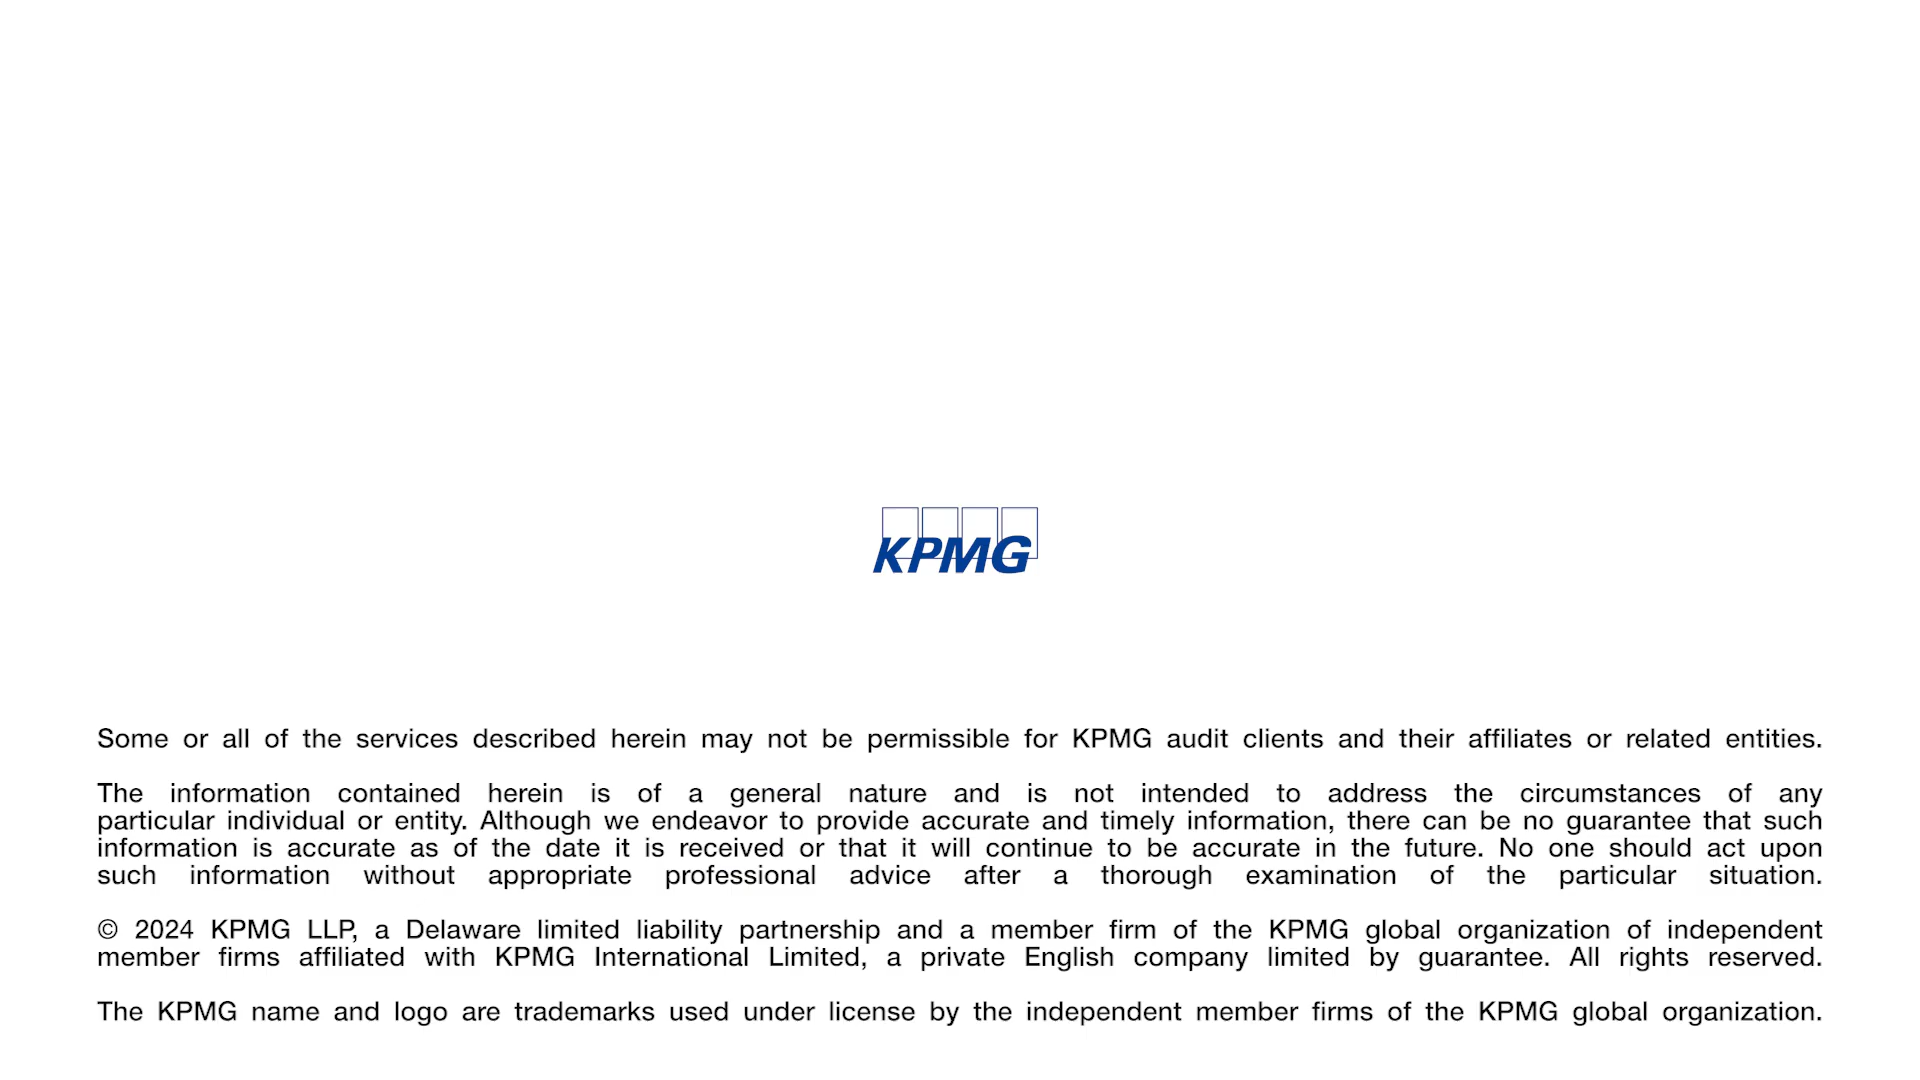 KPMG
Some or all of the services described herein may not be permissible for KPMG audit clients and their affiliates or related entities.
The information contained herein is of a general nature and is not intended to address the circumstances of any
particular individual or entity. Although we endeavor to provide accurate and timely information, there can be no guarantee that such
information is accurate as of the date it is received or that it will continue to be accurate in the future. No one should act upon
such information without appropriate professional advice after a thorough examination of the particular situation.
© 2024 KPMG LLP, a Delaware limited liability partnership and a member firm of the KPMG global organization of independent
member firms affiliated with KPMG International Limited, a private English company limited by guarantee. All rights reserved.
The KPMG name and logo are trademarks used under license by the independent member firms of the KPMG global organization.